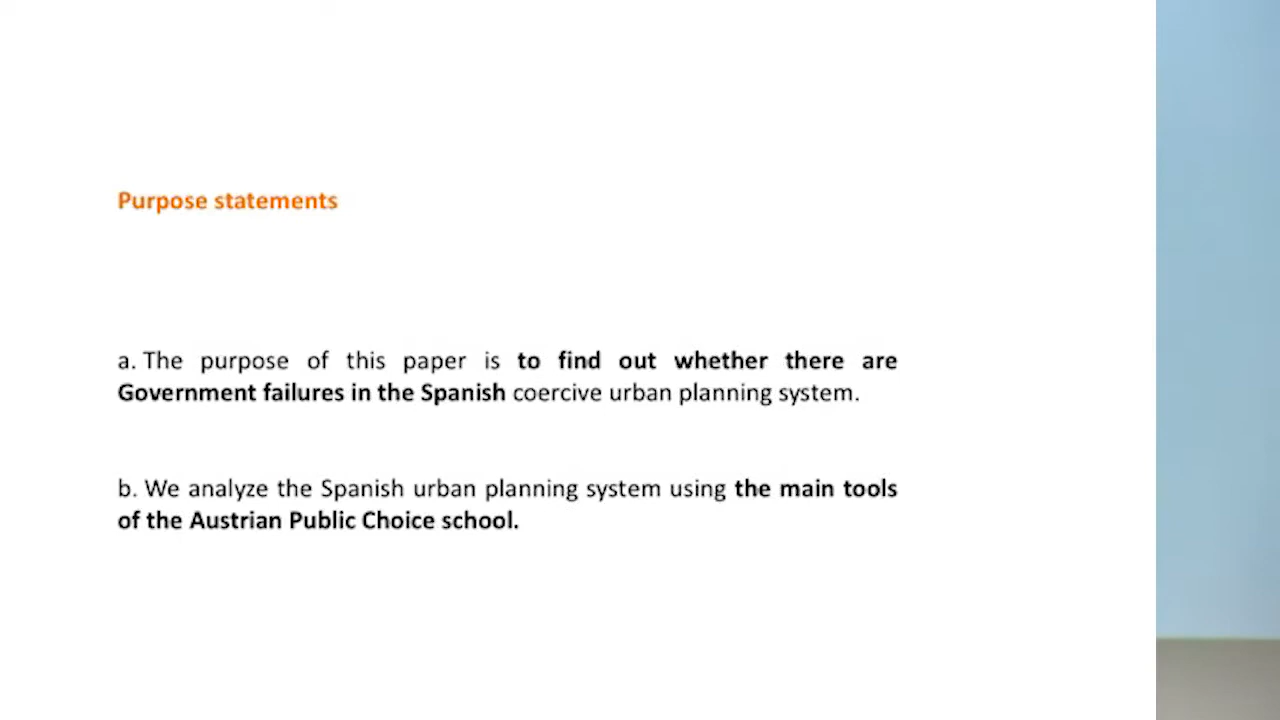 Purpose statements
a. The purpose of this paper is to find out whether there are
Government failures in the Spanish coercive urban planning system.
b. We analyze the Spanish urban planning system using the main tools
of the Austrian Public Choice school.